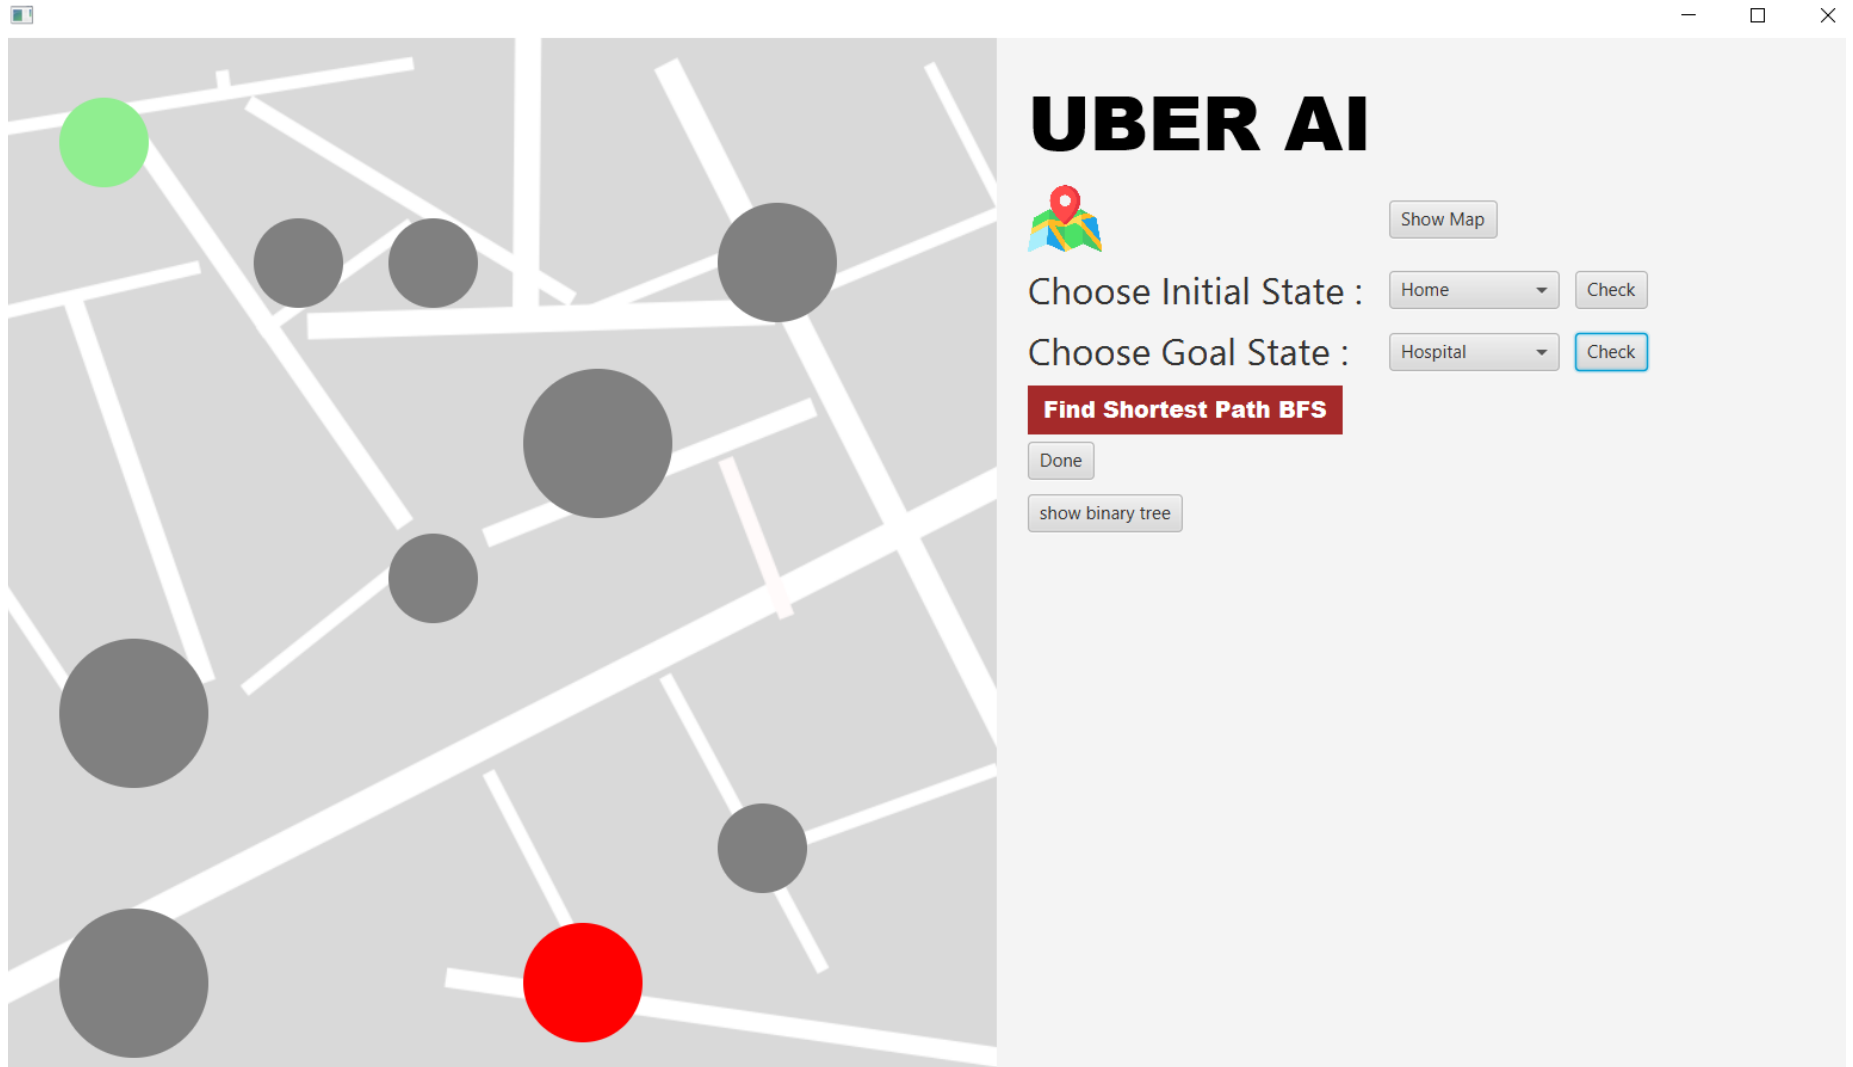 UBER AI
Show Map
Choose Initial State : Home Check
Choose Goal State : Hospital Check
Find Shortest Path BFS
Done
show binary tree